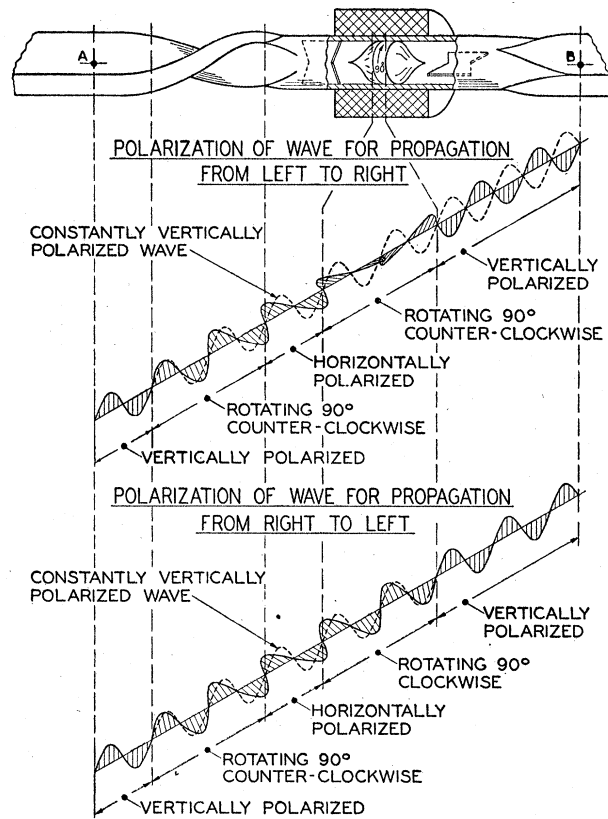 A
90
B
POLARIZATION OF WAVE FOR PROPAGATION
FROM LEFT TO RIGHT
CONSTANTLY VERTICALLY
POLARIZED WAVE
VERTICALLY
POLARIZED
ROTATING 90°
COUNTER-CLOCKWISE
HORIZONTALLY
POLARIZED
ROTATING 90°
COUNTER-CLOCKWISE
VERTICALLY POLARIZED
POLARIZATION OF WAVE FOR PROPAGATION
FROM RIGHT TO LEFT
CONSTANTLY VERTICALLY
POLARIZED WAVE
VERTICALLY
POLARIZED
ROTATING 90°
CLOCKWISE
HORIZONTALLY
POLARIZED
ROTATING 90°
COUNTER-CLOCKWISE
VERTICALLY POLARIZED